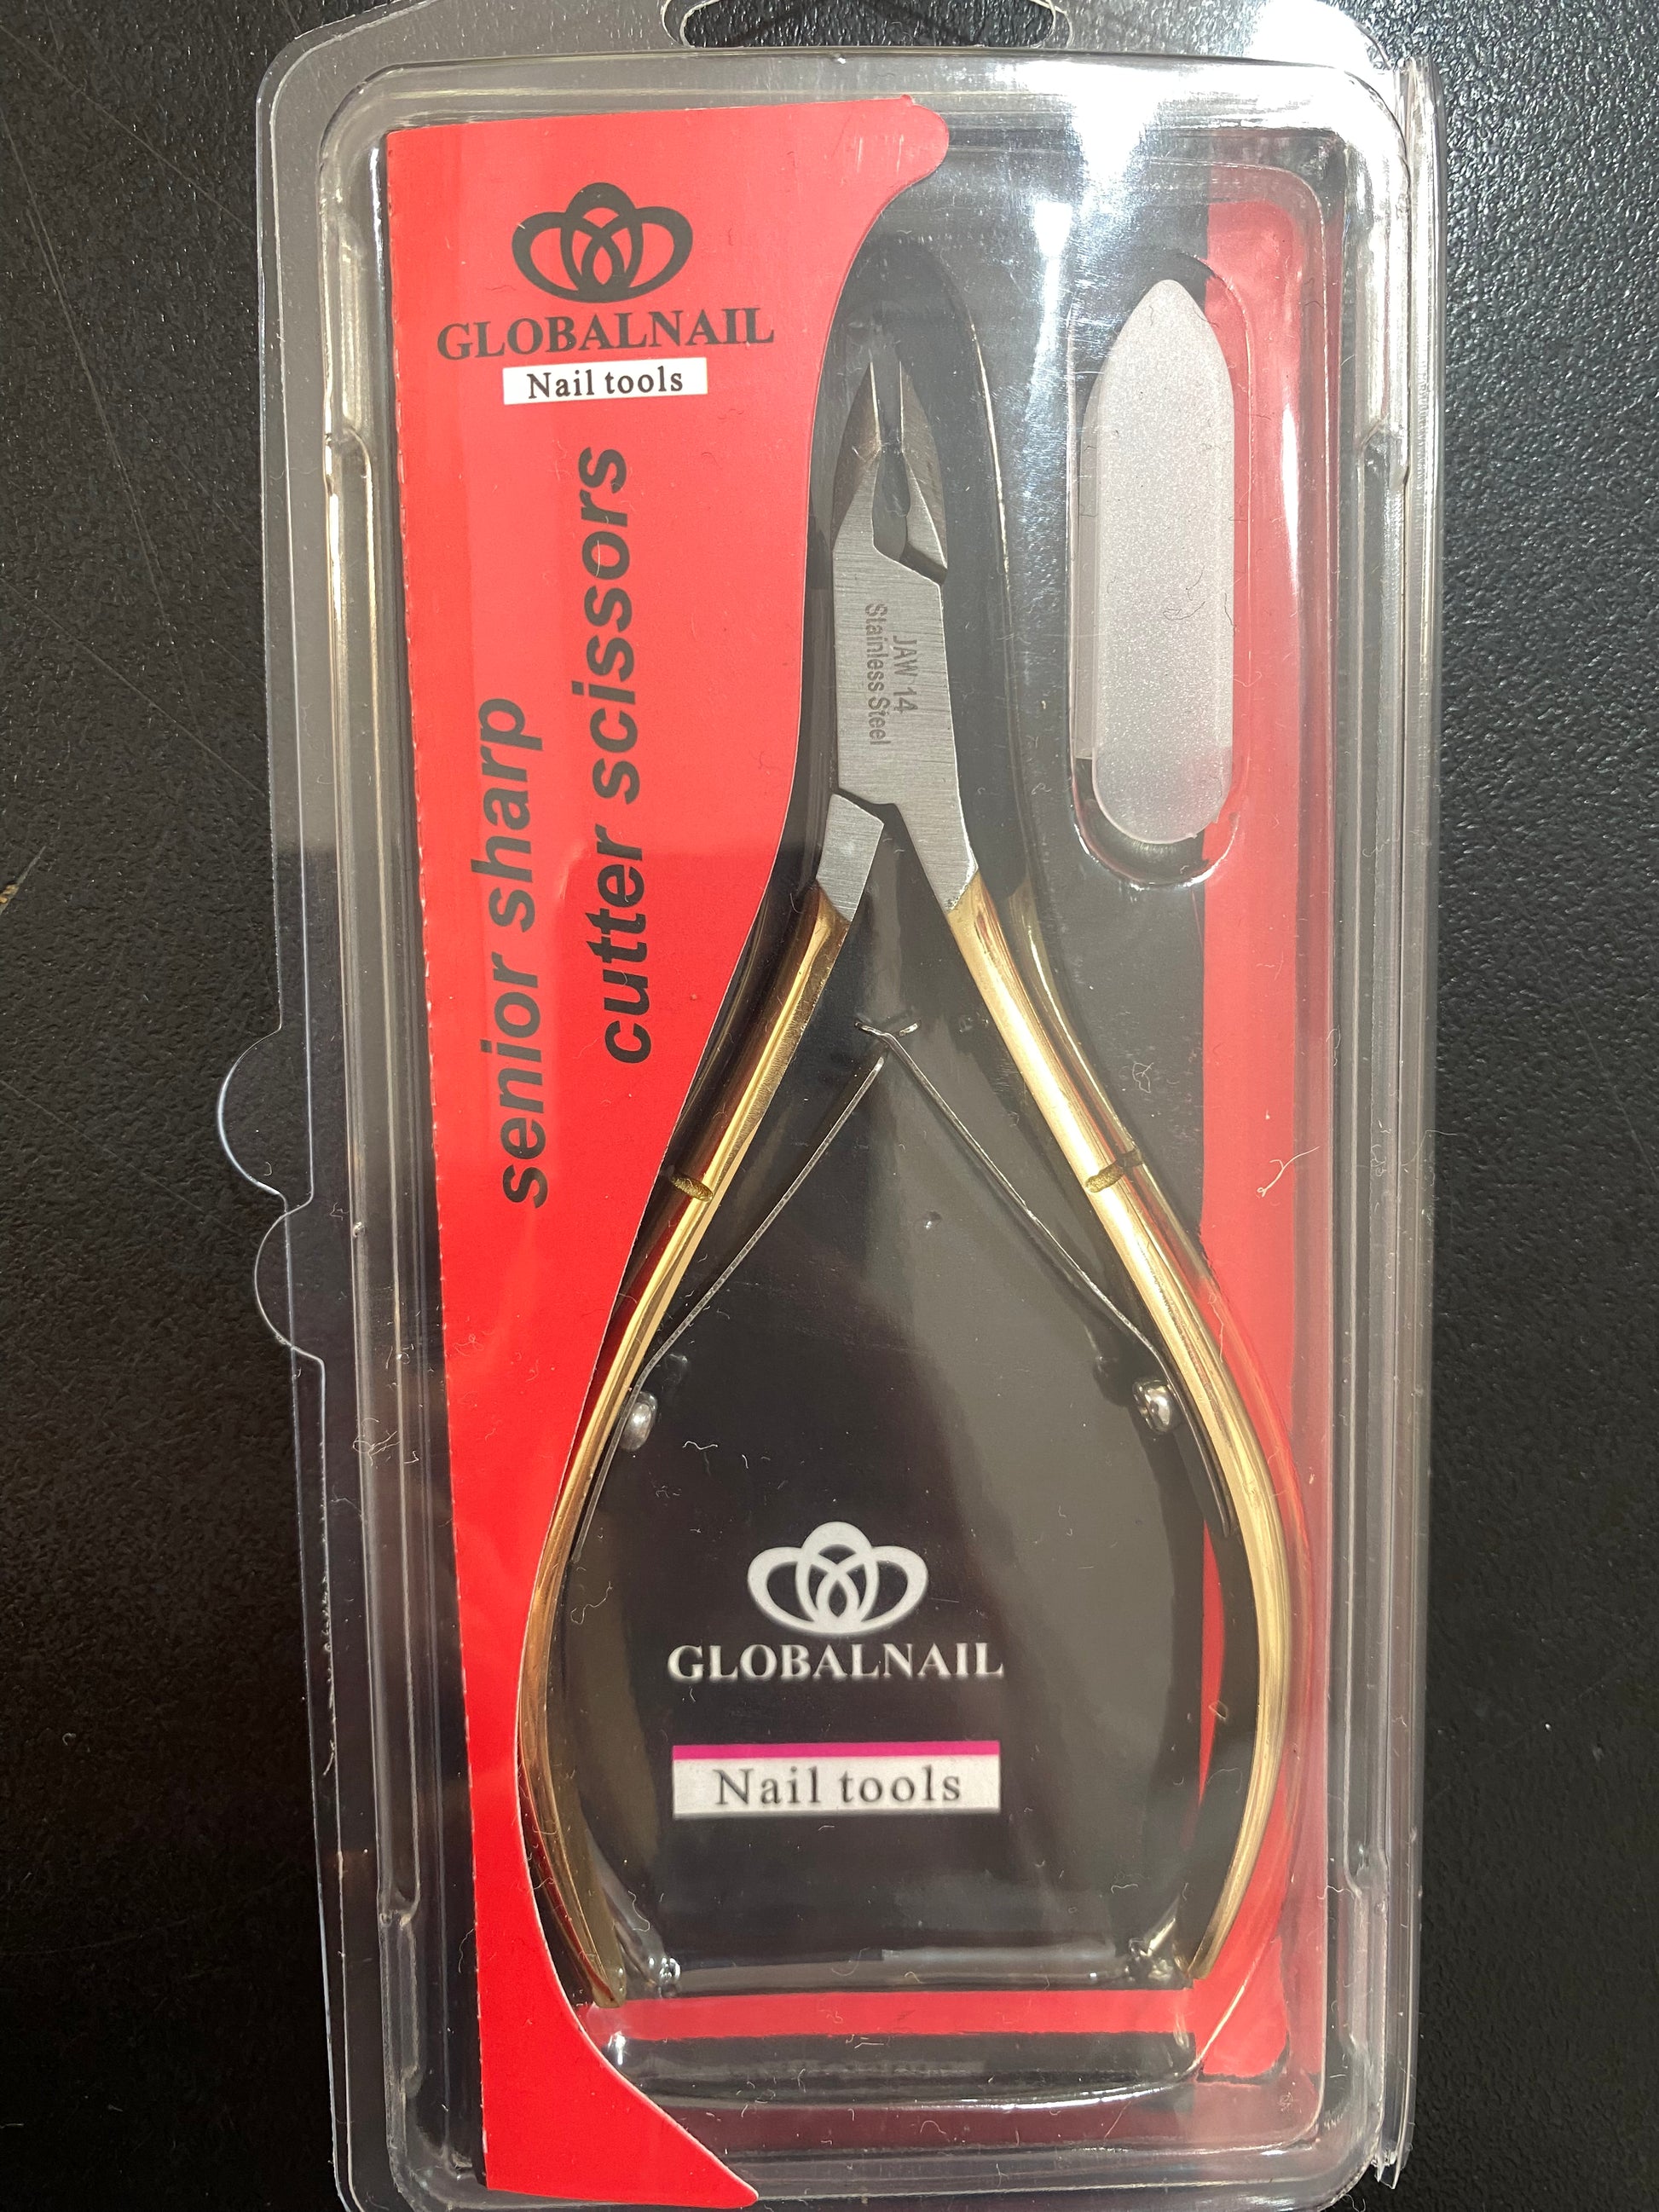 GLOBALNAIL
Nail tools
senior sharp
cutter scissors
JAW 14
Stainless Steel
GLOBALNAIL
Nail tools